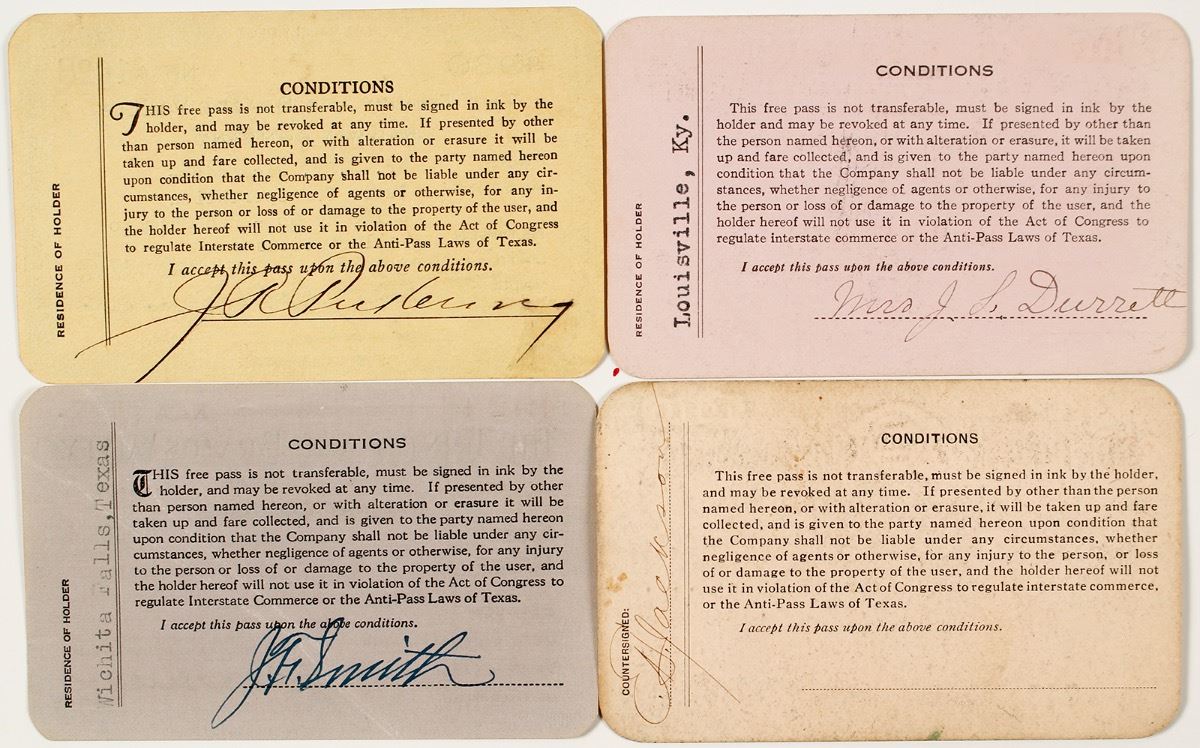 RESIDENCE OF HOLDER
CONDITIONS
THIS free pass is not transferable, must be signed in ink by the
holder, and may be revoked at any time. If presented by other
than person named hereon, or with alteration or erasure it will be
taken up and fare collected, and is given to the party named hereon
upon condition that the Company shall not be liable under any cir-
cumstances, whether negligence of agents or otherwise, for any in-
jury to the person or loss of or damage to the property of the user, and
the holder hereof will not use it in violation of the Act of Congress
to regulate Interstate Commerce or the Anti-Pass Laws of Texas.
I accept this pass upon the above conditions.
J R
RESIDENCE OF HOLDER
Louisville, Ky.
CONDITIONS
This free pass is not transferable, must be signed in ink by the
holder and may be revoked at any time. If presented by other than
the person named hereon, or with alteration or erasure, it will be taken
up and fare collected, and is given to the party named hereon upon
condition that the Company shall not be liable under any circum-
stances, whether negligence of agents or otherwise, for any injury to
the person or loss of or damage to the property of the user, and the
holder hereof will not use it in violation of the Act of Congress to
regulate interstate commerce or the Anti-Pass Laws of Texas.
I accept this pass upon the above conditions.
Mrs J. L. Durrett
RESIDENCE OF HOLDER
Wichita Falls, Texas
CONDITIONS
THIS free pass is not transferable, must be signed in ink by the
holder, and may be revoked at any time. If presented by other
than person named hereon, or with alteration or erasure it will be
taken up and fare collected, and is given to the party named hereon
upon condition that the Company shall not be liable under any cir-
cumstances, whether negligence of agents or otherwise, for any injury
to the person or loss of or damage to the property of the user, and
the holder hereof will not use it in violation of the Act of Congress to
regulate Interstate Commerce or the Anti-Pass Laws of Texas.
I accept this pass upon the above conditions.
J. F. Smith
COUNTERSIGNED:
CONDITIONS
This free pass is not transferable, must be signed in ink by the holder,
and may be revoked at any time. If presented by other than the person
named hereon, or with alteration or erasure, it will be taken up and fare
collected, and is given to the party named hereon upon condition that
the Company shall not be liable under any circumstances, whether
negligence of agents or otherwise, for any injury to the person, or loss
of or damage to the property of the user, and the holder hereof will not
use it in violation of the Act of Congress to regulate interstate commerce,
or the Anti-Pass Laws of Texas.
I accept this pass upon the above conditions.